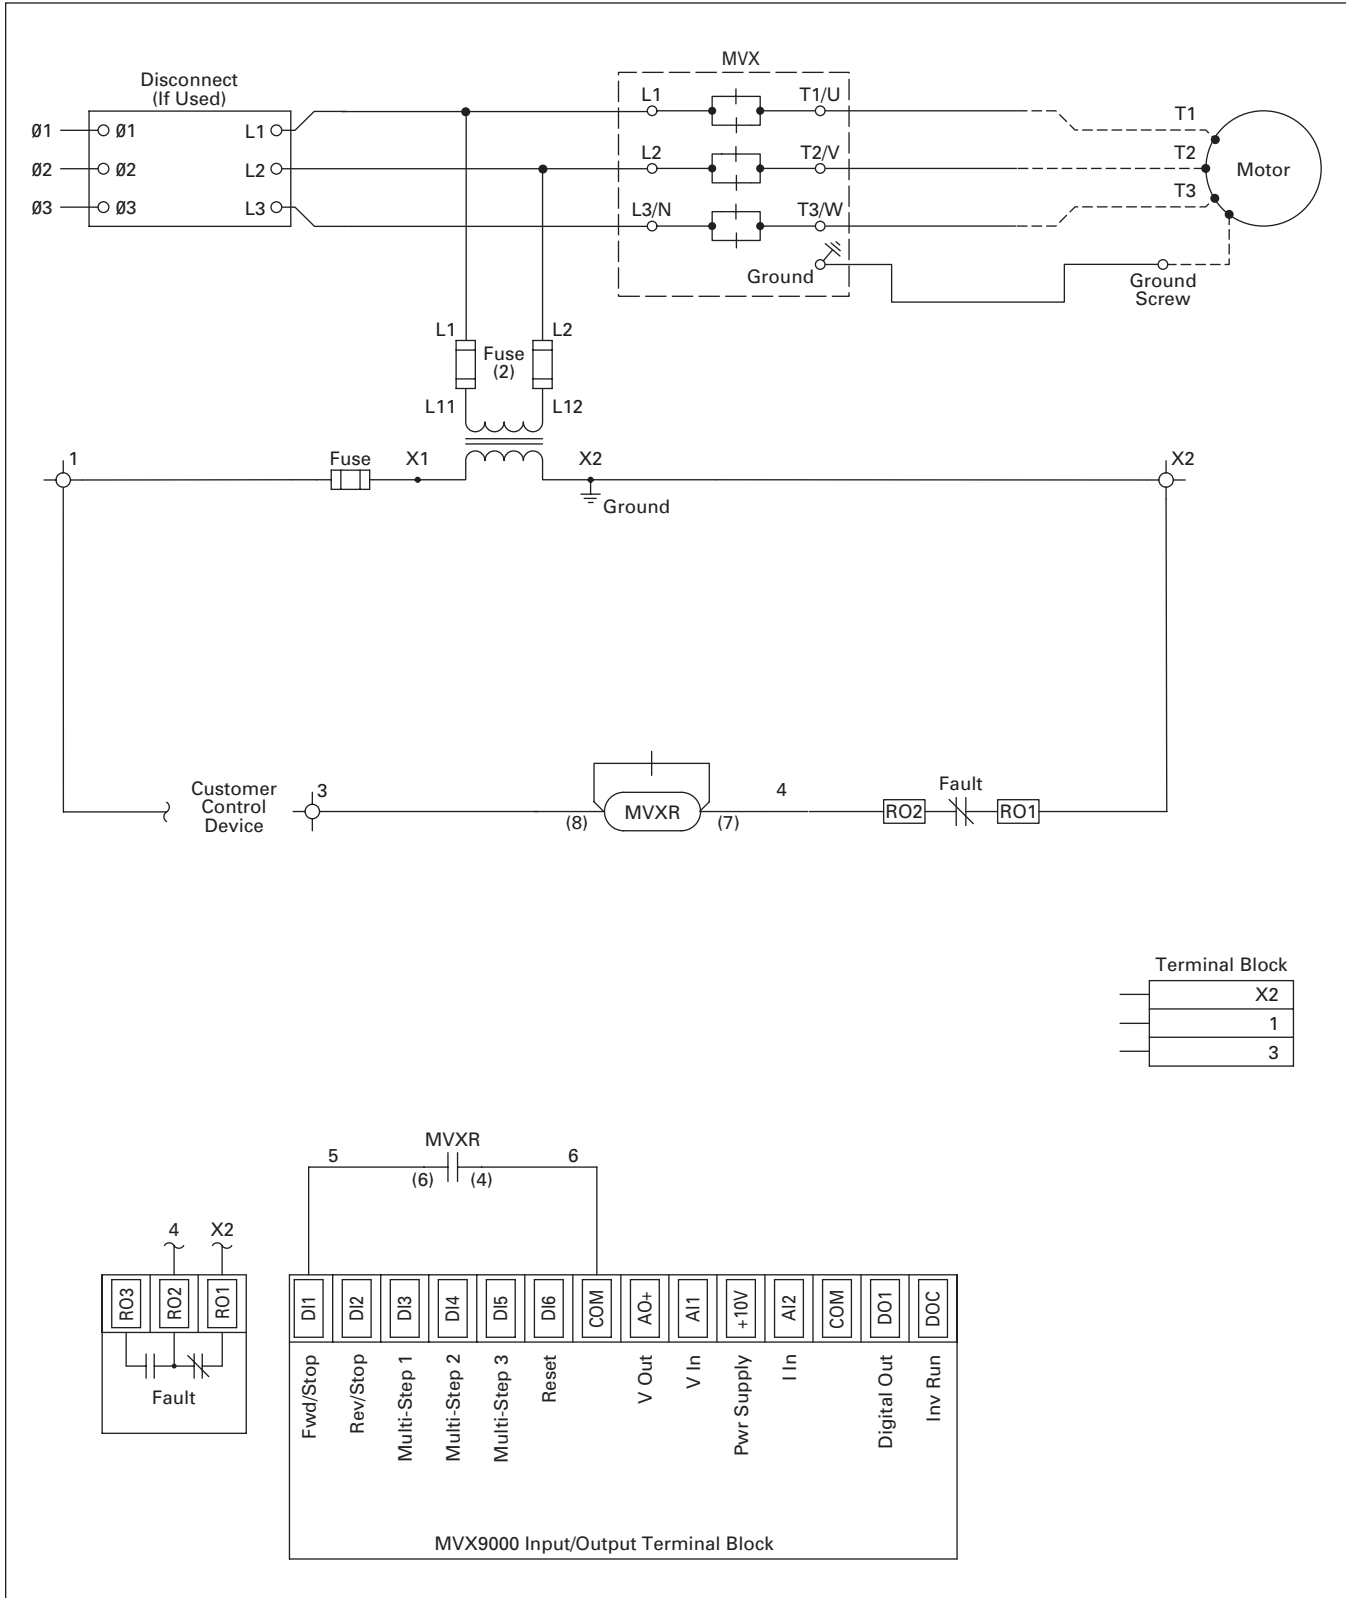 MVX
Disconnect
(If Used)
L1
T1/U
T1
Ø1
Ø1
L1
L2
T2/V
T2
Ø2
Ø2
L2
Motor
T3
Ø3
Ø3
L3
L3/N
T3/W
Ground
Ground
Screw
L1
L2
Fuse
(2)
L11
L12
1
Fuse
X1
X2
X2
Ground
Customer
Control
Device
3
(8)
MVXR
(7)
4
RO2
Fault
RO1
Terminal Block
X2
1
3
MVXR
5
(6)
(4)
6
4
X2
RO3
RO2
RO1
Fault
DI1
DI2
DI3
DI4
DI5
DI6
COM
AO+
AI1
+10V
AI2
COM
DO1
DOC
Fwd/Stop
Rev/Stop
Multi-Step 1
Multi-Step 2
Multi-Step 3
Reset
V Out
V In
Pwr Supply
I In
Digital Out
Inv Run
MVX9000 Input/Output Terminal Block